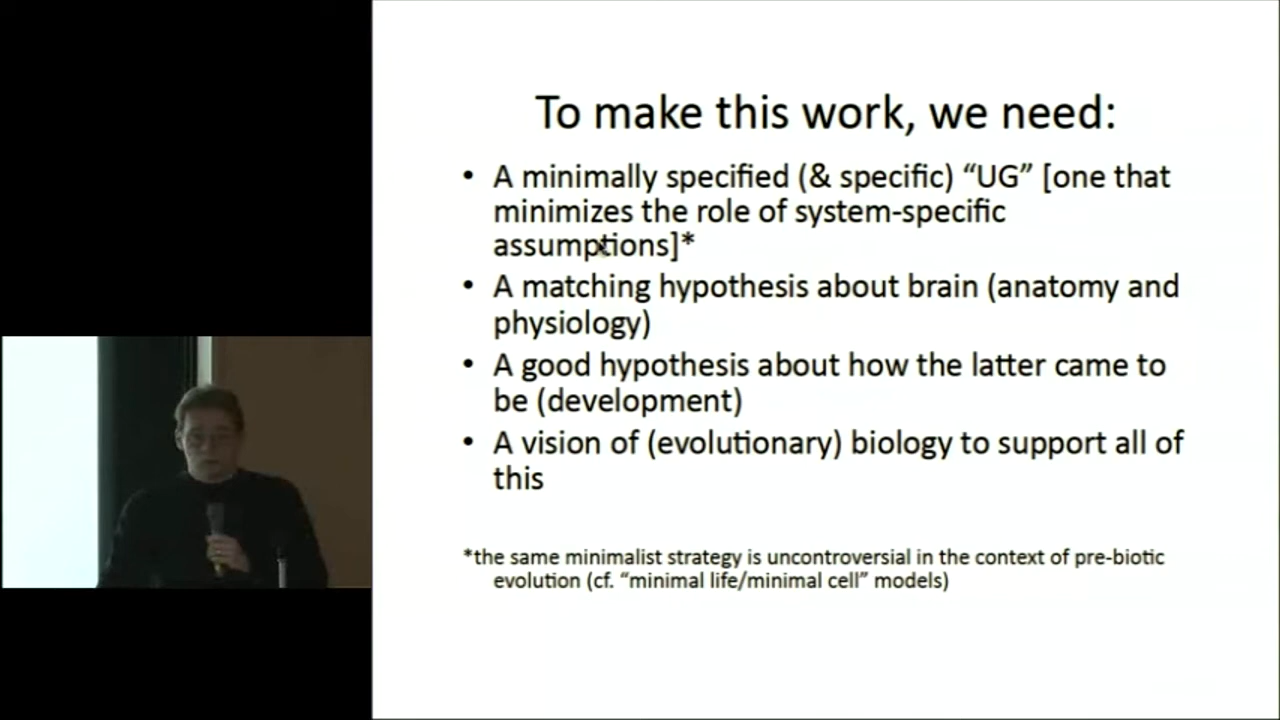 To make this work, we need:
• A minimally specified (& specific) “UG” [one that
minimizes the role of system-specific
assumptions]*
• A matching hypothesis about brain (anatomy and
physiology)
• A good hypothesis about how the latter came to
be (development)
• A vision of (evolutionary) biology to support all of
this
*the same minimalist strategy is uncontroversial in the context of pre-biotic
evolution (cf. “minimal life/minimal cell” models)